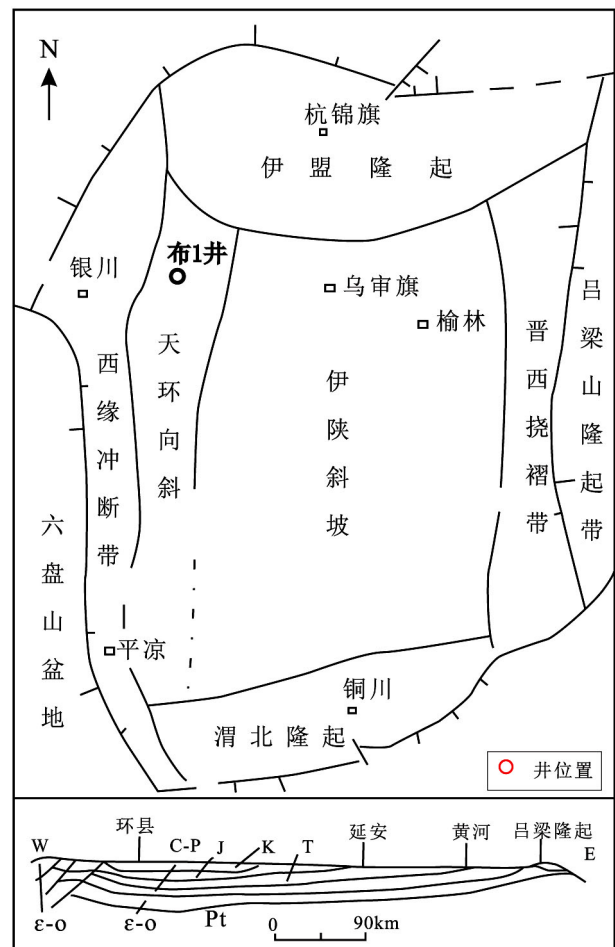 N
杭锦旗
伊盟隆起
布1井
银川
乌审旗
榆林
西缘冲断带
天环向斜
伊陕斜坡
晋西挠褶带
吕梁山隆起带
六盘山盆地
平凉
铜川
渭北隆起
井位置
W
环县
C-P
J
K
T
延安
黄河
吕梁隆起
E
ε-o
ε-o
Pt
0
90km